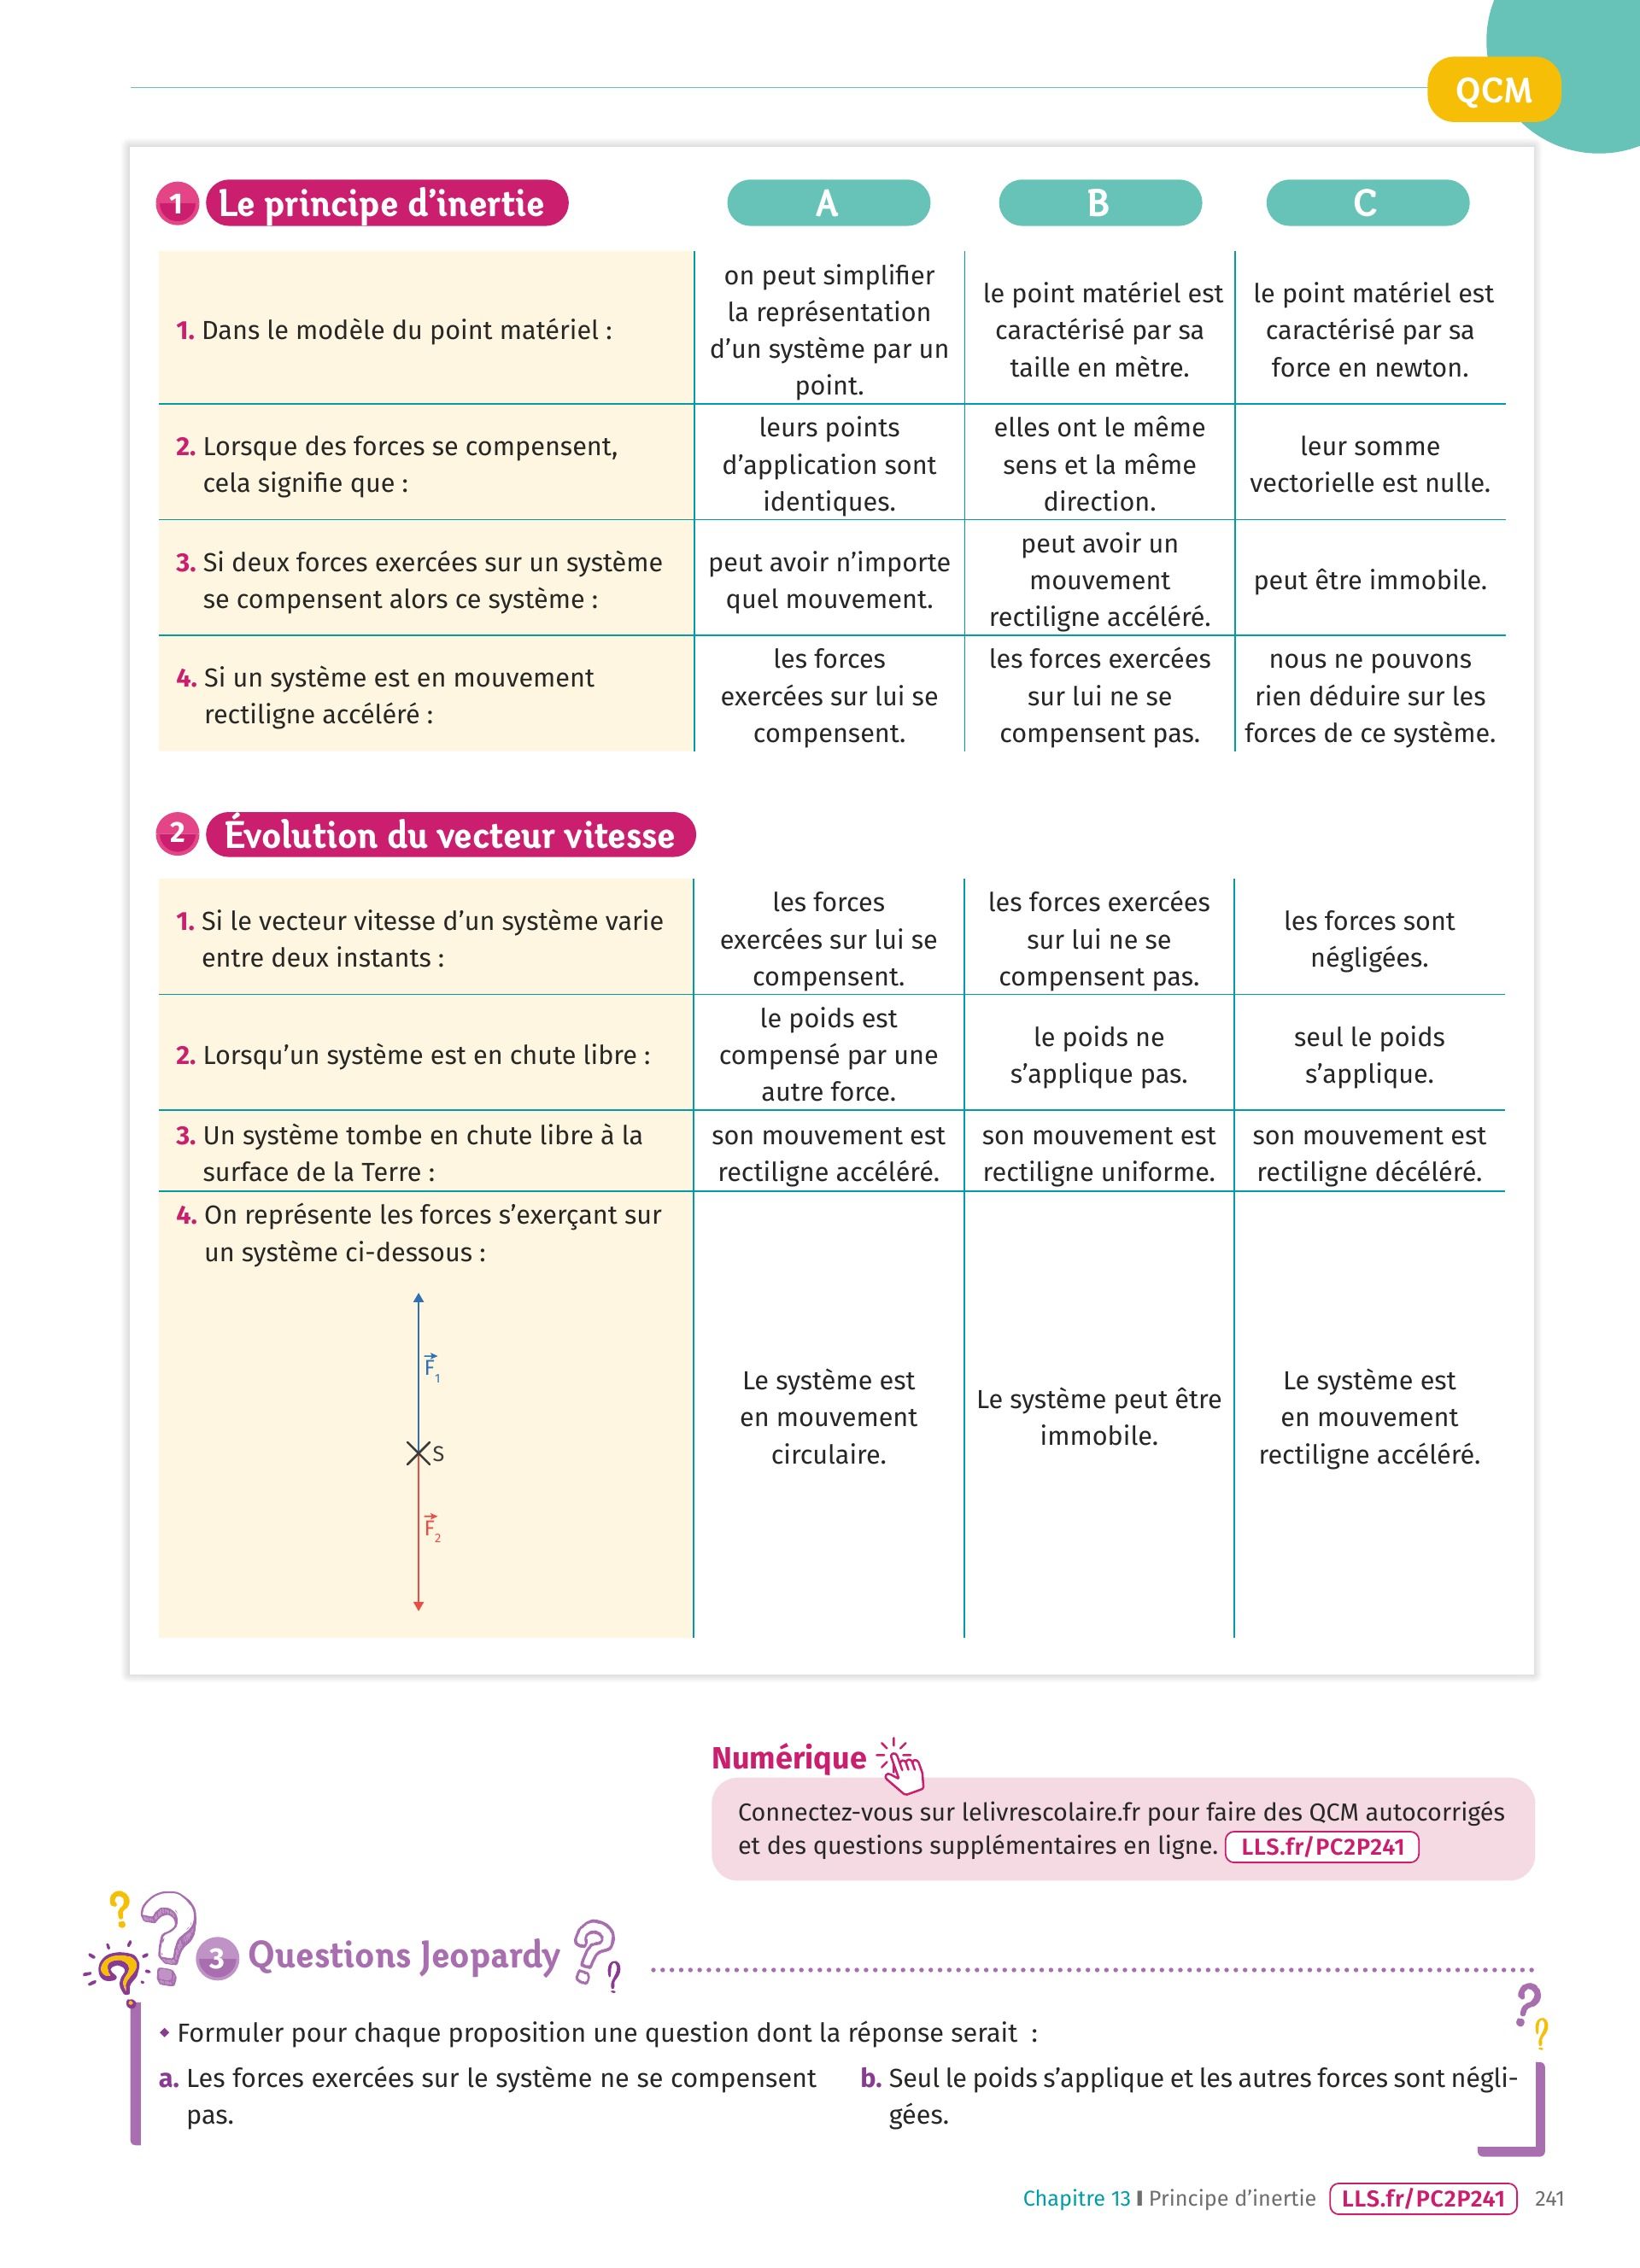 QCM
1 Le principe d’inertie
A
B
C
1. Dans le modèle du point matériel :
on peut simplifier
la représentation
d’un système par un
point.
le point matériel est
caractérisé par sa
taille en mètre.
le point matériel est
caractérisé par sa
force en newton.
2. Lorsque des forces se compensent,
cela signifie que :
leurs points
d’application sont
identiques.
elles ont le même
sens et la même
direction.
leur somme
vectorielle est nulle.
3. Si deux forces exercées sur un système
se compensent alors ce système :
peut avoir n’importe
quel mouvement.
peut avoir un
mouvement
rectiligne accéléré.
peut être immobile.
4. Si un système est en mouvement
rectiligne accéléré :
les forces
exercées sur lui se
compensent.
les forces exercées
sur lui ne se
compensent pas.
nous ne pouvons
rien déduire sur les
forces de ce système.
2 Évolution du vecteur vitesse
1. Si le vecteur vitesse d’un système varie
entre deux instants :
les forces
exercées sur lui se
compensent.
les forces exercées
sur lui ne se
compensent pas.
les forces sont
négligées.
2. Lorsqu’un système est en chute libre :
le poids est
compensé par une
autre force.
le poids ne
s’applique pas.
seul le poids
s’applique.
3. Un système tombe en chute libre à la
surface de la Terre :
son mouvement est
rectiligne accéléré.
son mouvement est
rectiligne uniforme.
son mouvement est
rectiligne décéléré.
4. On représente les forces s’exerçant sur
un système ci-dessous :
F⃗₁
S
F⃗₂
Le système est
en mouvement
circulaire.
Le système peut être
immobile.
Le système est
en mouvement
rectiligne accéléré.
Numérique
Connectez-vous sur lelivrescolaire.fr pour faire des QCM autocorrigés
et des questions supplémentaires en ligne. LLS.fr/PC2P241
3 Questions Jeopardy
◆ Formuler pour chaque proposition une question dont la réponse serait :
a. Les forces exercées sur le système ne se compensent
pas.
b. Seul le poids s’applique et les autres forces sont négli-
gées.
Chapitre 13 I Principe d’inertie LLS.fr/PC2P241 241